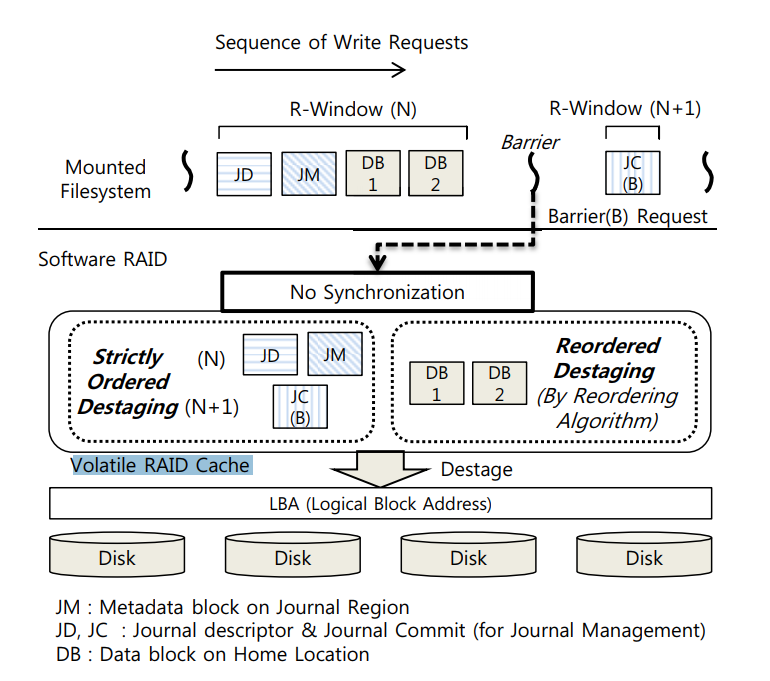 Sequence of Write Requests
R-Window (N)
R-Window (N+1)
Barrier
Mounted
Filesystem
JD
JM
DB
1
DB
2
JC
(B)
Barrier(B) Request
Software RAID
No Synchronization
Strictly
Ordered
Destaging
(N)
JD
JM
(N+1)
JC
(B)
DB
1
DB
2
Reordered
Destaging
(By Reordering
Algorithm)
Volatile RAID Cache
Destage
LBA (Logical Block Address)
Disk
Disk
Disk
Disk
JM : Metadata block on Journal Region
JD, JC : Journal descriptor & Journal Commit (for Journal Management)
DB : Data block on Home Location